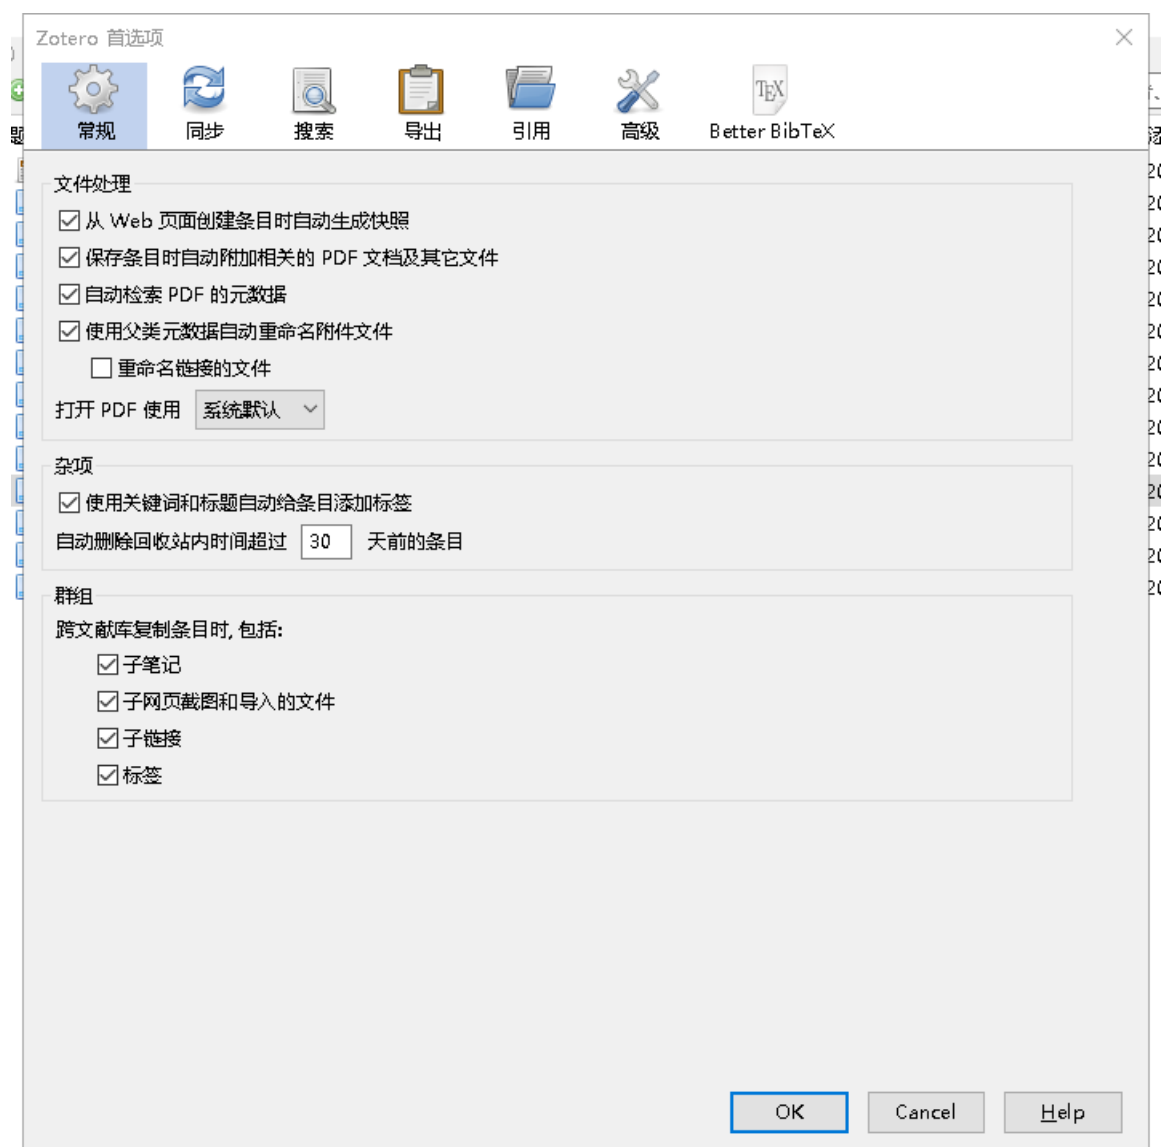 Zotero 首选项
常规 同步 搜索 导出 引用 高级 Better BibTeX
文件处理
从 Web 页面创建条目时自动生成快照
保存条目时自动附加相关的 PDF 文档及其它文件
自动检索 PDF 的元数据
使用父类元数据自动重命名附件文件
重命名链接的文件
打开 PDF 使用 系统默认
杂项
使用关键词和标题自动给条目添加标签
自动删除回收站内时间超过 30 天前的条目
群组
跨文献库复制条目时, 包括:
子笔记
子网页截图和导入的文件
子链接
标签
OK Cancel Help